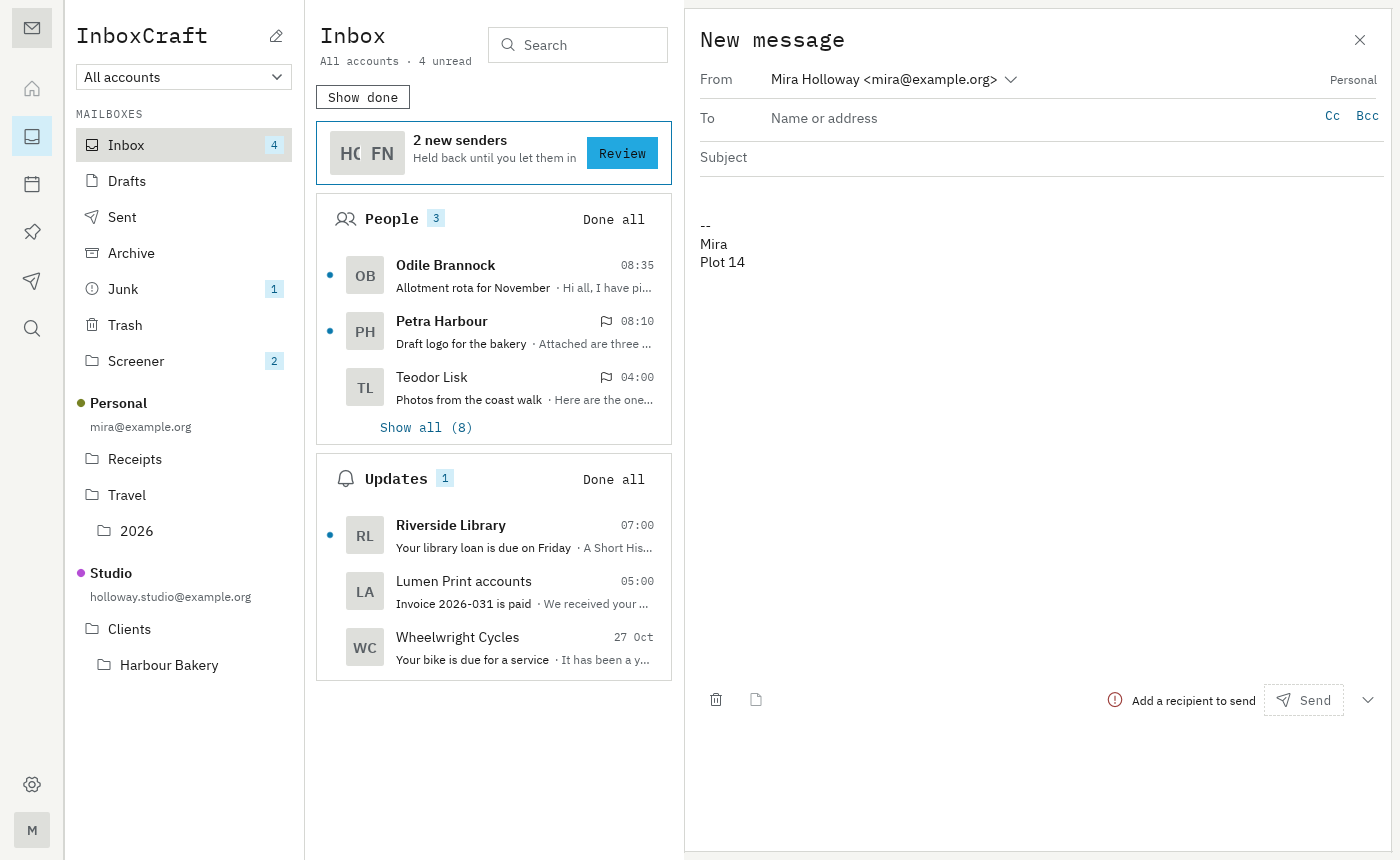 InboxCraft
All accounts
MAILBOXES
Inbox 4
Drafts
Sent
Archive
Junk 1
Trash
Screener 2
Personal
mira@example.org
Receipts
Travel
2026
Studio
holloway.studio@example.org
Clients
Harbour Bakery
M
Inbox
All accounts · 4 unread
Search
Show done
FN
2 new senders
Held back until you let them in
Review
People 3
Done all
OB
Odile Brannock 08:35
Allotment rota for November · Hi all, I have pi…
PH
Petra Harbour 08:10
Draft logo for the bakery · Attached are three …
TL
Teodor Lisk 04:00
Photos from the coast walk · Here are the one…
Show all (8)
Updates 1
Done all
RL
Riverside Library 07:00
Your library loan is due on Friday · A Short His…
LA
Lumen Print accounts 05:00
Invoice 2026-031 is paid · We received your …
WC
Wheelwright Cycles 27 Oct
Your bike is due for a service · It has been a y…
New message
From Mira Holloway <mira@example.org> Personal
To Name or address Cc Bcc
Subject
--
Mira
Plot 14
Add a recipient to send
Send